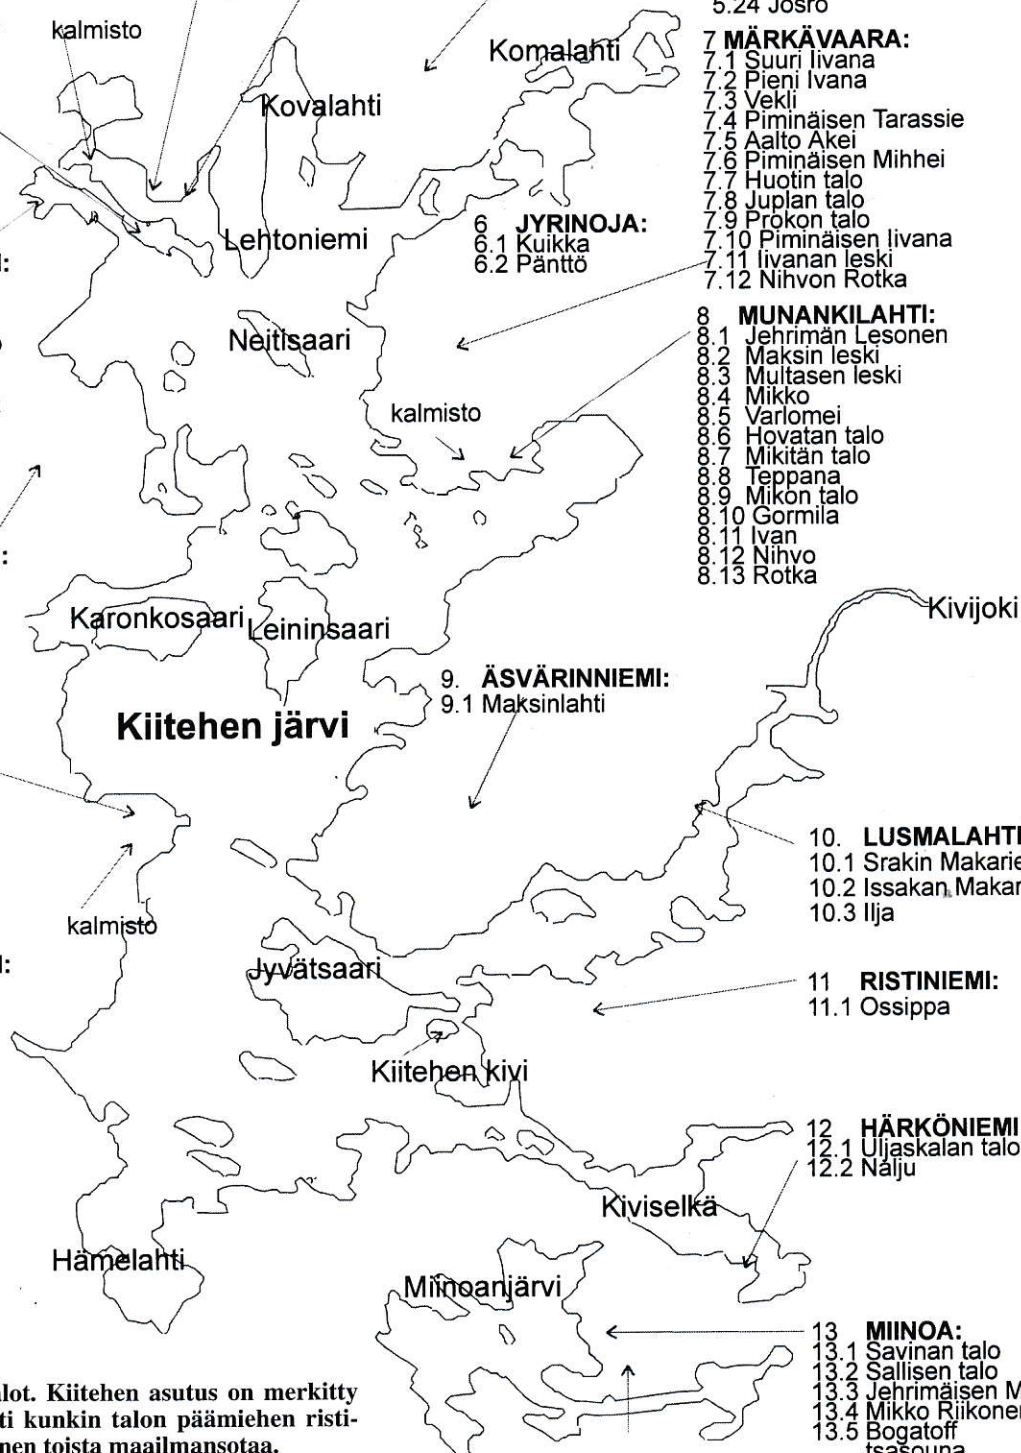 5.24 Josro
kalmisto
Komalahti
Kovalahti
7 MÄRKÄVAARA:
7.1 Suuri Iivana
7.2 Pieni Ivana
7.3 Vekli
7.4 Piminäisen Tarassie
7.5 Aalto Akei
7.6 Piminäisen Mihhei
7.7 Huotin talo
7.8 Juplan talo
7.9 Prokon talo
7.10 Piminäisen Iivana
7.11 Iivanan leski
7.12 Nihvon Rotka
Lehtoniemi
6 JYRINOJA:
6.1 Kuikka
6.2 Pänttö
Neitisaari
8 MUNANKILAHTI:
8.1 Jehrimän Lesonen
8.2 Maksin leski
8.3 Multasen leski
8.4 Mikko
8.5 Varlomei
8.6 Hovatan talo
8.7 Mikitän talo
8.8 Teppana
8.9 Mikon talo
8.10 Gormila
8.11 Ivan
8.12 Nihvo
8.13 Rotka
kalmisto
Karonkosaari
Leininsaari
Kivijoki
9. ÄSVÄRINNIEMI:
9.1 Maksinlahti
Kiitehen järvi
10. LUSMALAHTI
10.1 Srakin Makarie
10.2 Issakan Makar
10.3 Ilja
kalmisto
Jyvätsaari
11 RISTINIEMI:
11.1 Ossippa
Kiitehen kivi
12 HÄRKÖNIEMI
12.1 Uljaskalan talo
12.2 Nalju
Kiviselkä
Hämelahti
Miinoanjärvi
13 MIINOA:
13.1 Savinan talo
13.2 Sallisen talo
13.3 Jehrimäisen M
13.4 Mikko Riikonen
13.5 Bogatoff
tsasouna
lot. Kiitehen asutus on merkitty
ti kunkin talon päämiehen risti-
nen toista maailmansotaa.